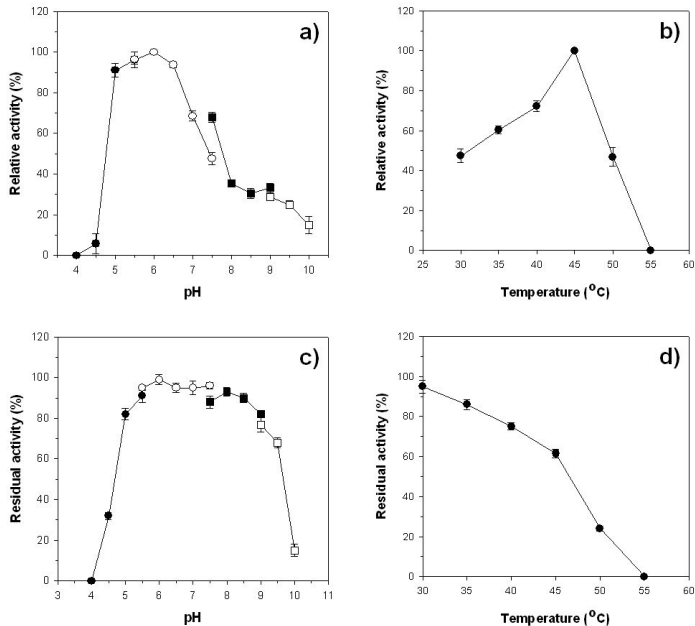 a)
120
100
80
60
40
20
0
Relative activity (%)
4 5 6 7 8 9 10
pH
b)
120
100
80
60
40
20
0
Relative activity (%)
25 30 35 40 45 50 55 60
Temperature (ºC)
c)
120
100
80
60
40
20
0
Residual activity (%)
3 4 5 6 7 8 9 10 11
pH
d)
120
100
80
60
40
20
0
Residual activity (%)
30 35 40 45 50 55 60
Temperature (ºC)